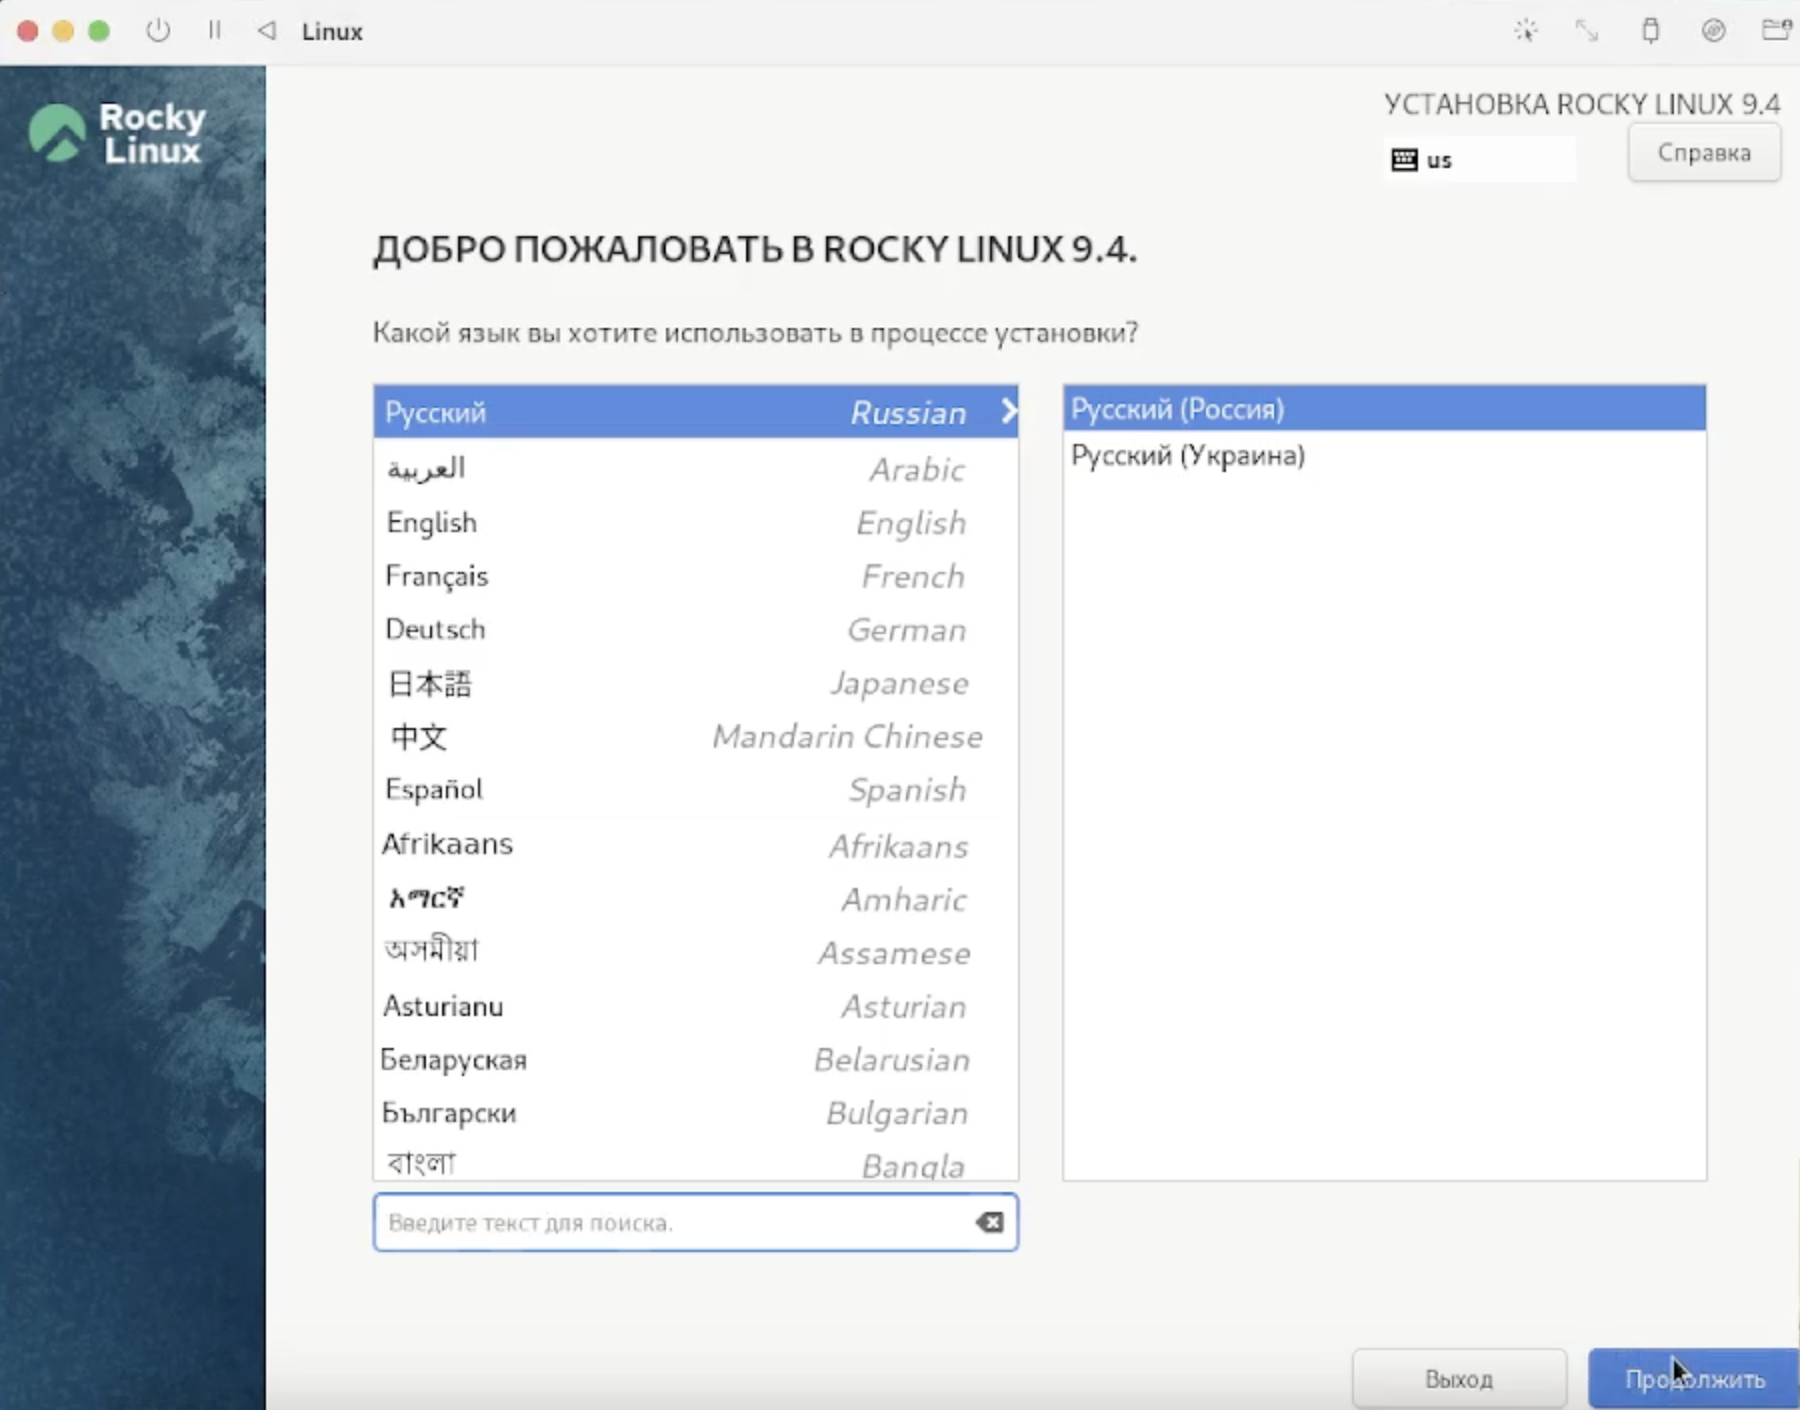 Linux
Rocky
Linux
УСТАНОВКА ROCKY LINUX 9.4
us
Справка
ДОБРО ПОЖАЛОВАТЬ В ROCKY LINUX 9.4.
Какой язык вы хотите использовать в процессе установки?
Русский Russian
العربية Arabic
English English
Français French
Deutsch German
日本語 Japanese
中文 Mandarin Chinese
Español Spanish
Afrikaans Afrikaans
አማርኛ Amharic
অসমীয়া Assamese
Asturianu Asturian
Беларуская Belarusian
Български Bulgarian
বাংলা Bangla
Русский (Россия)
Русский (Украина)
Введите текст для поиска.
Выход
Продолжить